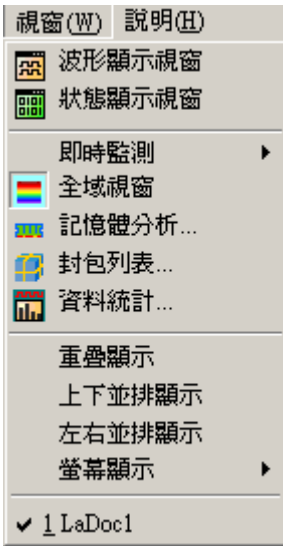 視窗(W) 說明(H)
波形顯示視窗
狀態顯示視窗
即時監測
全域視窗
記憶體分析...
封包列表...
資料統計...
重疊顯示
上下並排顯示
左右並排顯示
螢幕顯示
1 LaDoc1